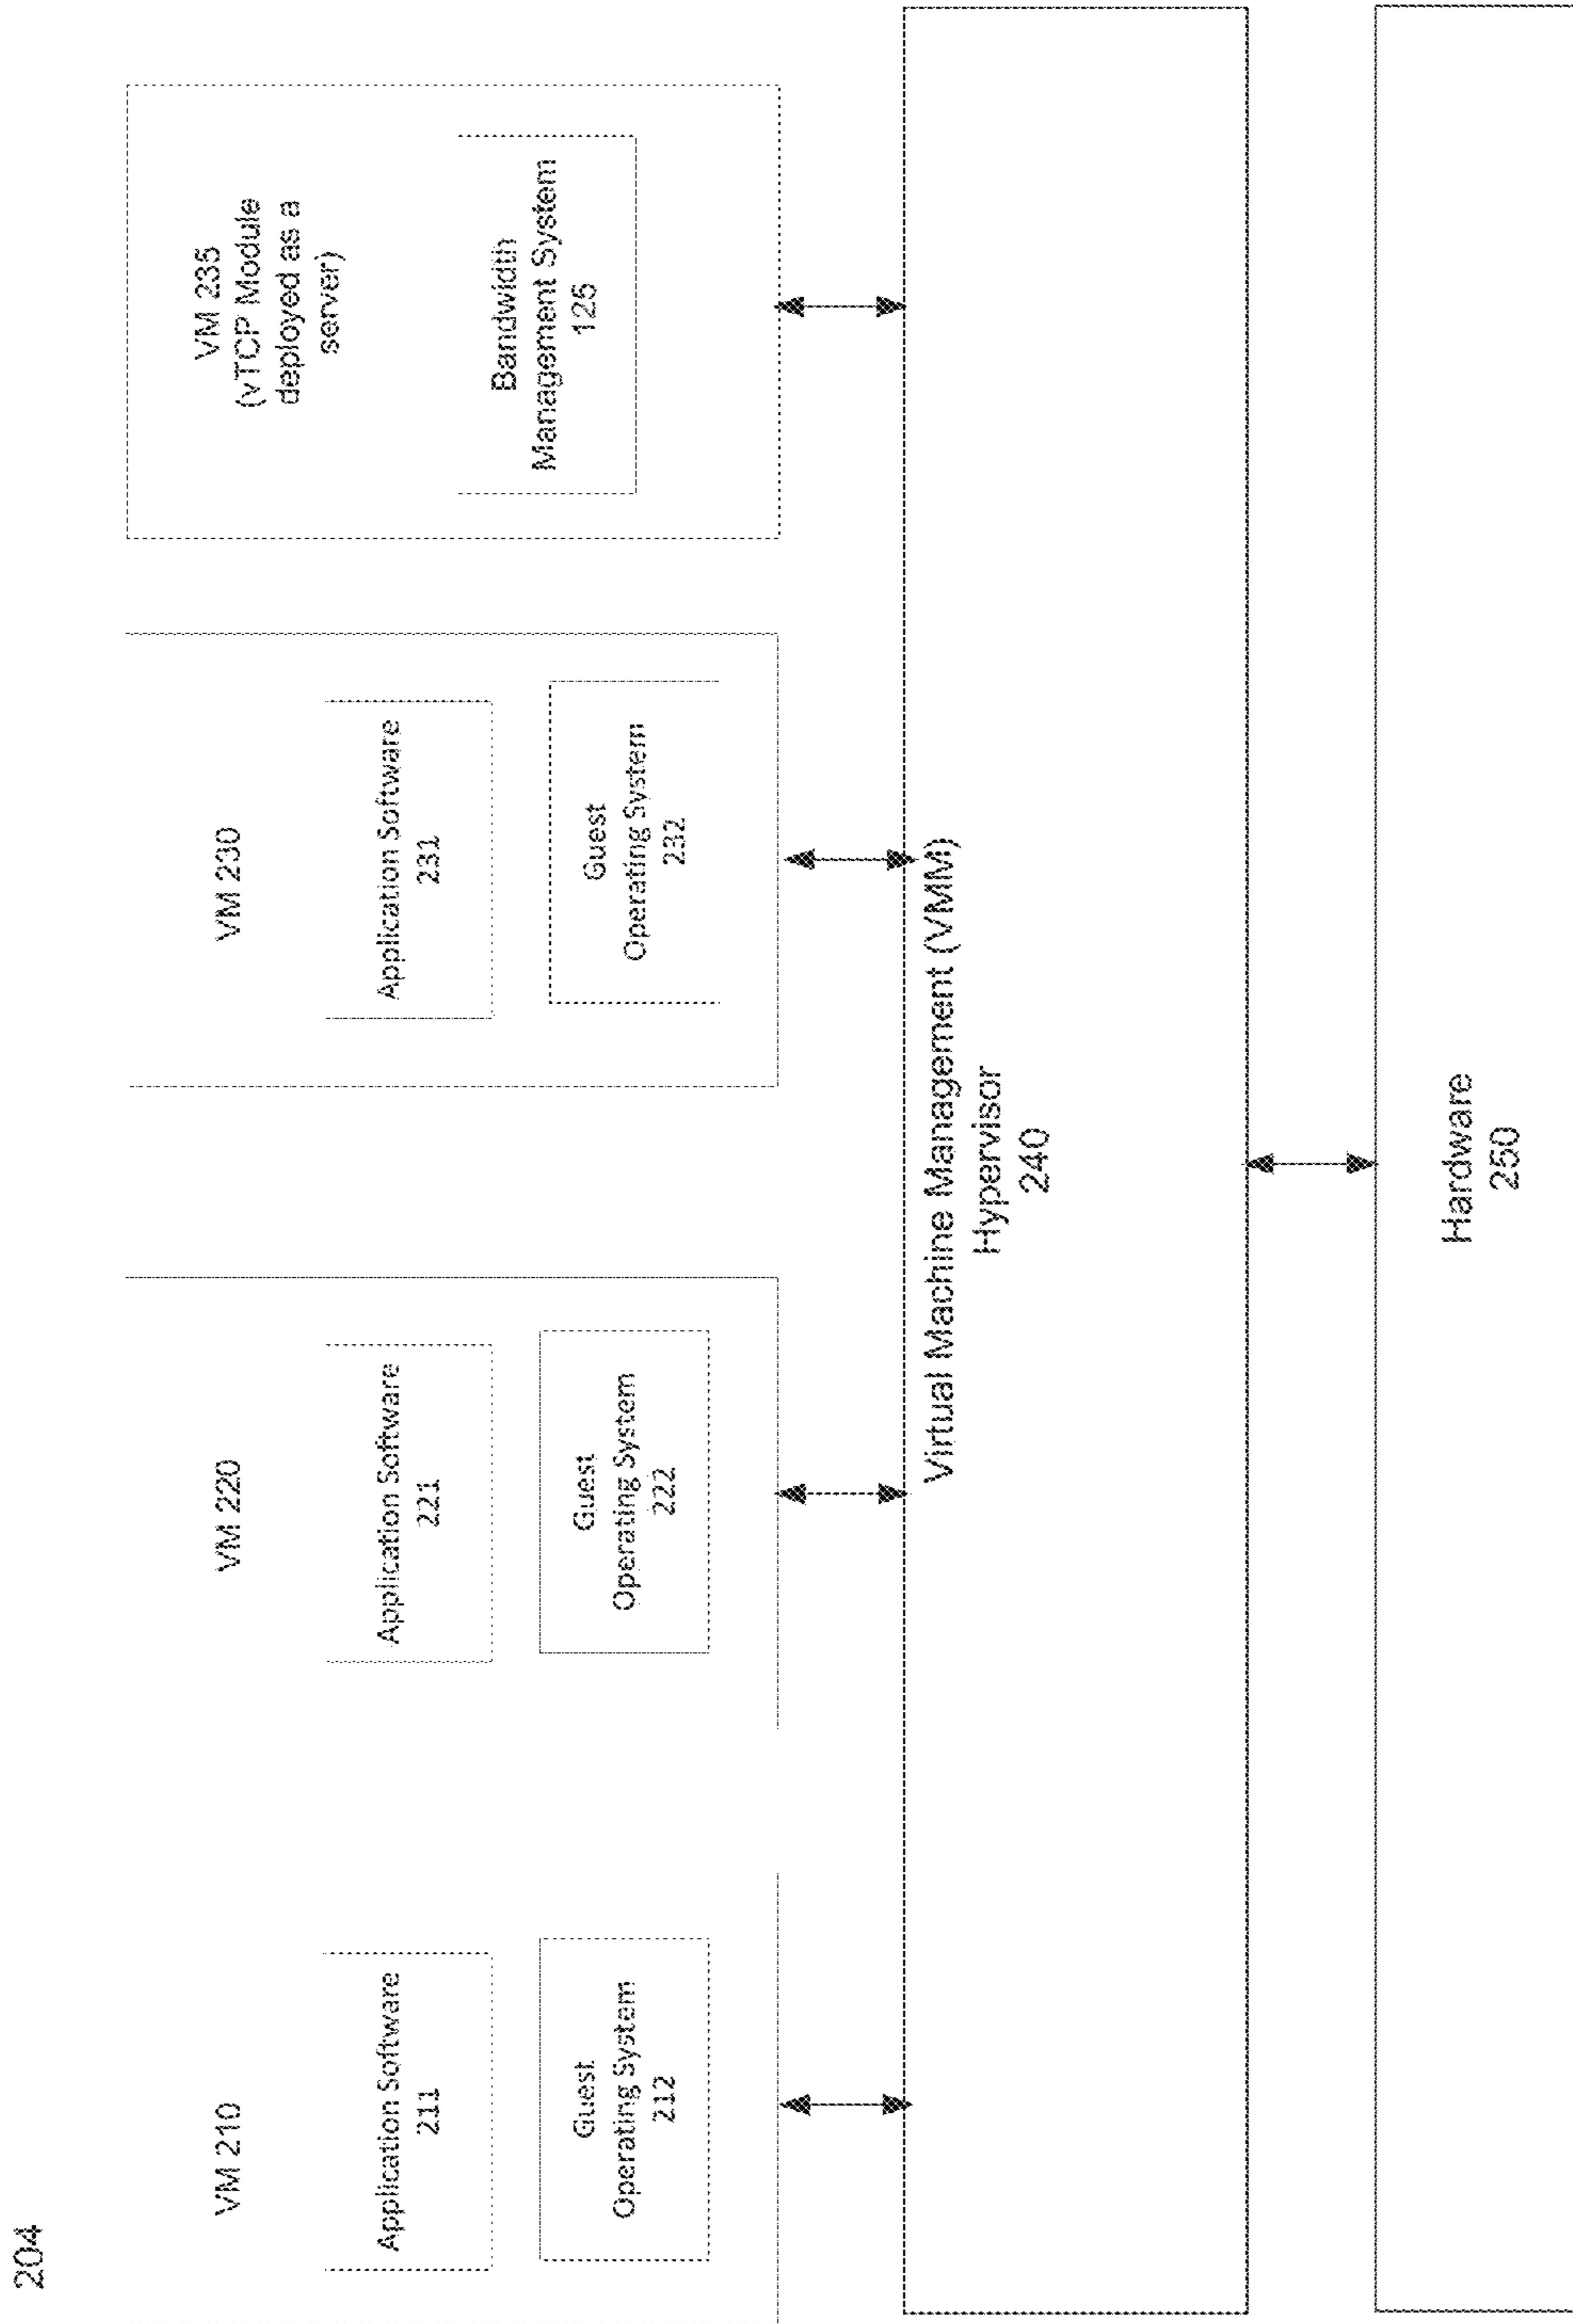 204
VM 210
Application Software
211
Guest
Operating System
212
VM 220
Application Software
221
Guest
Operating System
222
VM 230
Application Software
231
Guest
Operating System
232
VM 235
(vTCP Module
deployed as a
server)
Bandwidth
Management System
125
Virtual Machine Management (VMM)
Hypervisor
240
Hardware
250